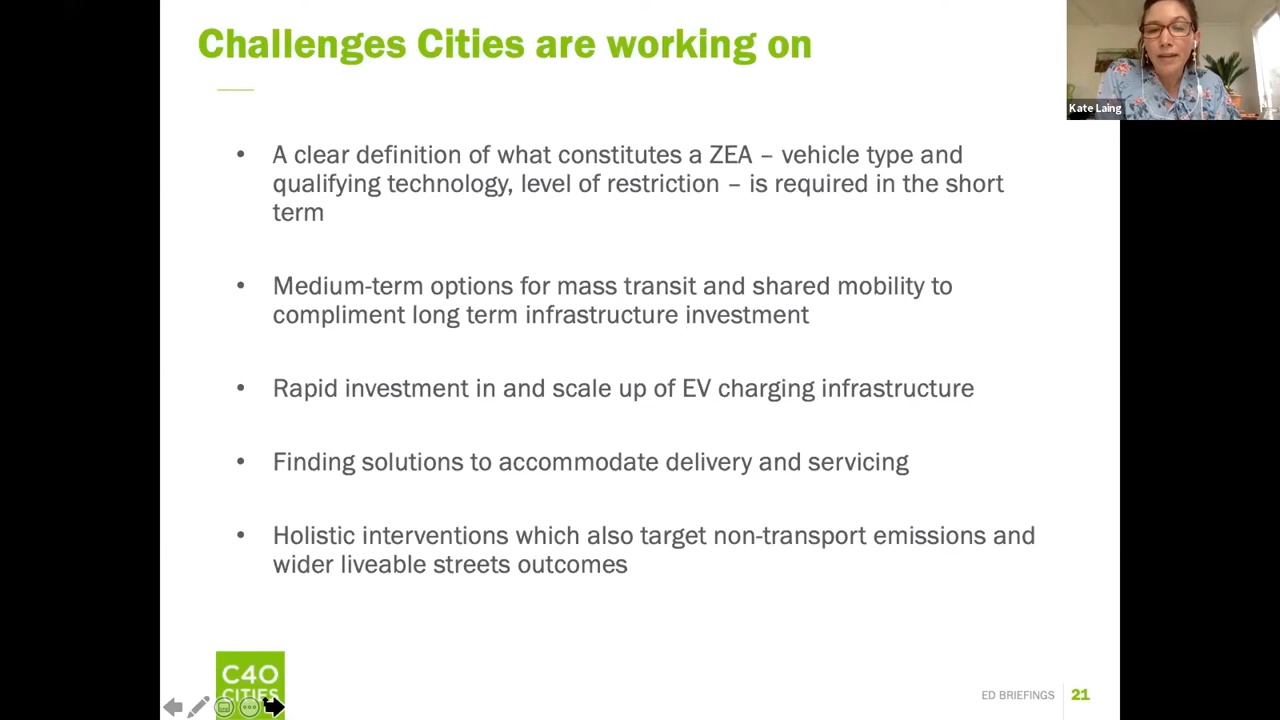 Challenges Cities are working on
Kate Laing
• A clear definition of what constitutes a ZEA – vehicle type and
qualifying technology, level of restriction – is required in the short
term
• Medium-term options for mass transit and shared mobility to
compliment long term infrastructure investment
• Rapid investment in and scale up of EV charging infrastructure
• Finding solutions to accommodate delivery and servicing
• Holistic interventions which also target non-transport emissions and
wider liveable streets outcomes
C40
CITIES
ED BRIEFINGS 21